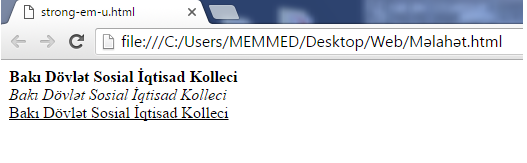 strong-em-u.html
file:///C:/Users/MEMMED/Desktop/Web/Məlahət.html
Bakı Dövlət Sosial İqtisad Kolleci
Bakı Dövlət Sosial İqtisad Kolleci
Bakı Dövlət Sosial İqtisad Kolleci